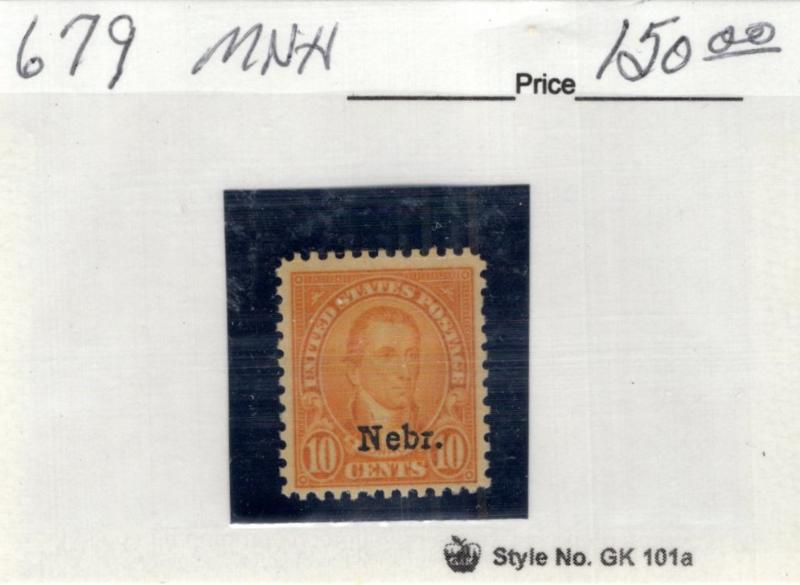 679 MNH Price 150.00
UNITED STATES POSTAGE
Nebr.
10 CENTS 10
Style No. GK 101a